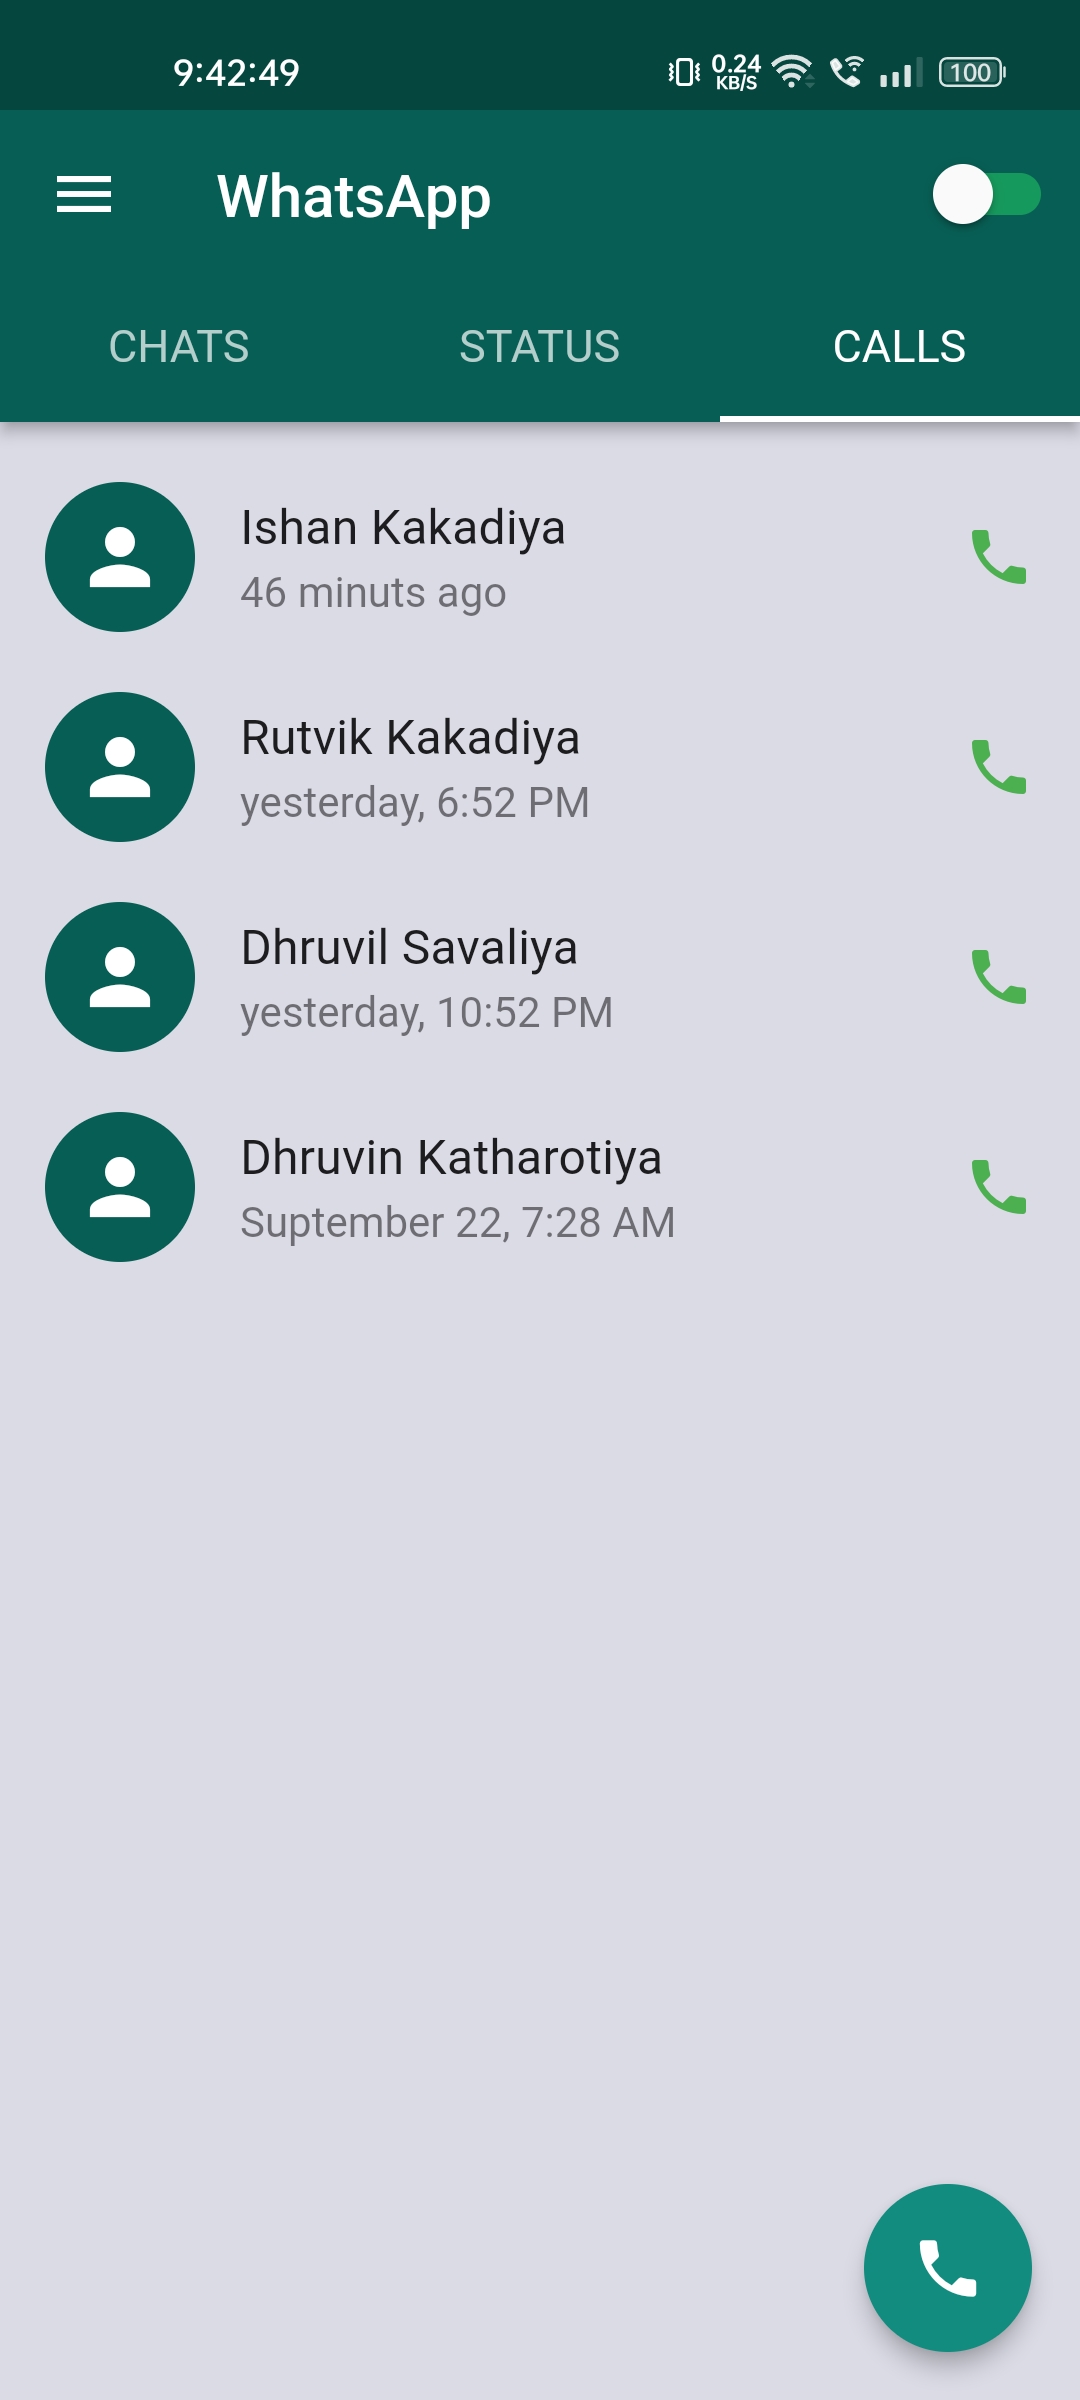 9:42:49
0.24
KB/S
100
WhatsApp
CHATS STATUS CALLS
Ishan Kakadiya
46 minuts ago
Rutvik Kakadiya
yesterday, 6:52 PM
Dhruvil Savaliya
yesterday, 10:52 PM
Dhruvin Katharotiya
Suptember 22, 7:28 AM